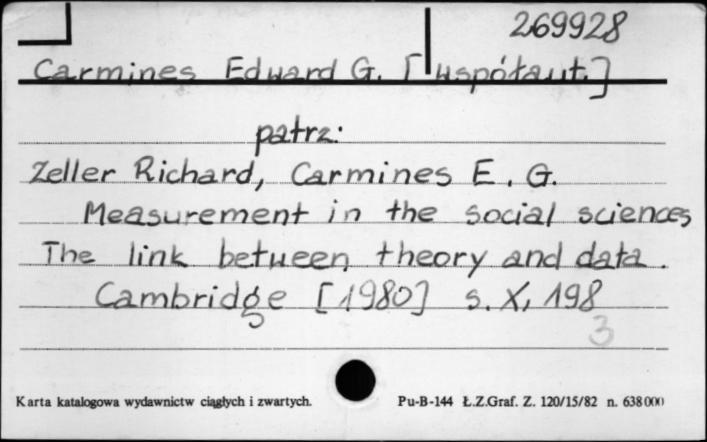 269928
Carmines Edward G. [współaut.]
patrz:
Zeller Richard, Carmines E. G.
Measurement in the social sciences
The link between theory and data.
Cambridge [1980] s. X, 198
3
Karta katalogowa wydawnictw ciągłych i zwartych. Pu-B-144 Ł.Z.Graf. Z. 120/15/82 n. 638000